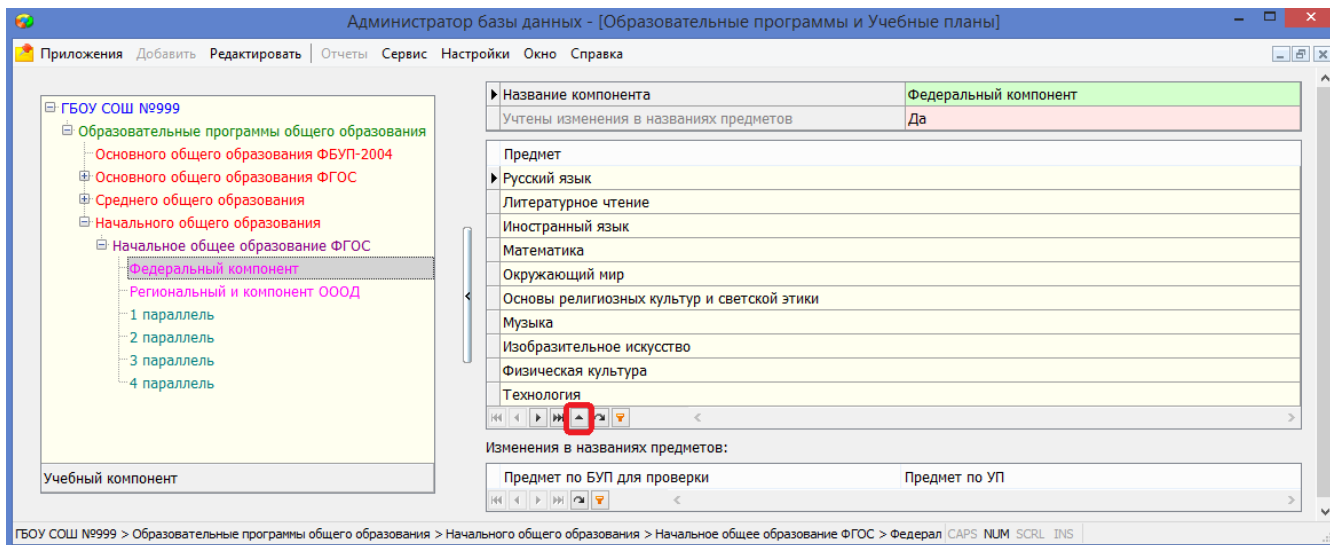 Администратор базы данных - [Образовательные программы и Учебные планы]
Приложения Добавить Редактировать Отчеты Сервис Настройки Окно Справка
ГБОУ СОШ №999
Образовательные программы общего образования
Основного общего образования ФБУП-2004
Основного общего образования ФГОС
Среднего общего образования
Начального общего образования
Начальное общее образование ФГОС
Федеральный компонент
Региональный и компонент ОООД
1 параллель
2 параллель
3 параллель
4 параллель
Учебный компонент
Название компонента Федеральный компонент
Учтены изменения в названиях предметов Да
Предмет
Русский язык
Литературное чтение
Иностранный язык
Математика
Окружающий мир
Основы религиозных культур и светской этики
Музыка
Изобразительное искусство
Физическая культура
Технология
Изменения в названиях предметов:
Предмет по БУП для проверки Предмет по УП
ГБОУ СОШ №999 > Образовательные программы общего образования > Начального общего образования > Начальное общее образование ФГОС > Федерал CAPS NUM SCRL INS